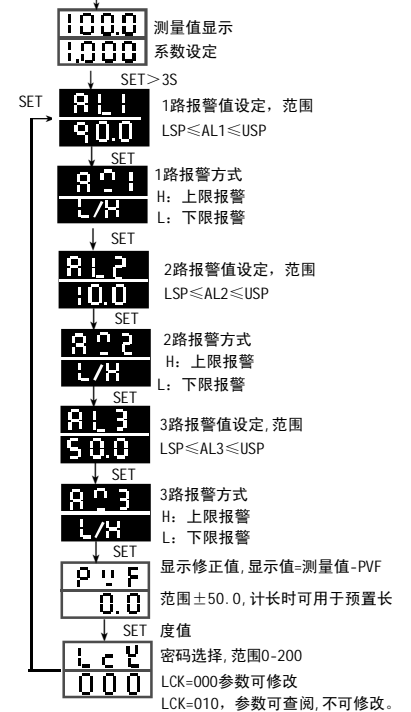 100.0 测量值显示
1.000 系数设定
SET＞3S
SET
AL1 1路报警值设定，范围
90.0 LSP≤AL1≤USP
SET
1路报警方式
H：上限报警
L/H L：下限报警
SET
AL2 2路报警值设定，范围
10.0 LSP≤AL2≤USP
SET
2路报警方式
H：上限报警
L/H L：下限报警
SET
AL3 3路报警值设定,范围
50.0 LSP≤AL3≤USP
SET
3路报警方式
H：上限报警
L/H L：下限报警
SET
显示修正值,显示值=测量值-PVF
PVF
0.0 范围±50.0,计长时可用于预置长
SET 度值
LcK 密码选择,范围0-200
000 LCK=000参数可修改
LCK=010，参数可查阅,不可修改。